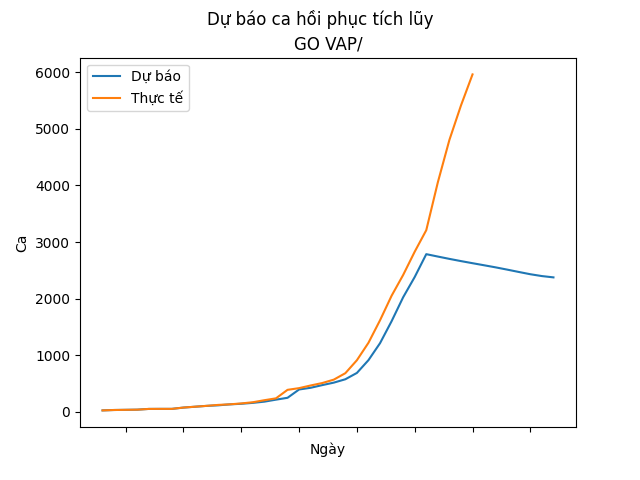 Dự báo ca hồi phục tích lũy
GO VAP/
Dự báo
Thực tế
6000
5000
4000
3000
2000
1000
0
Ca
Ngày